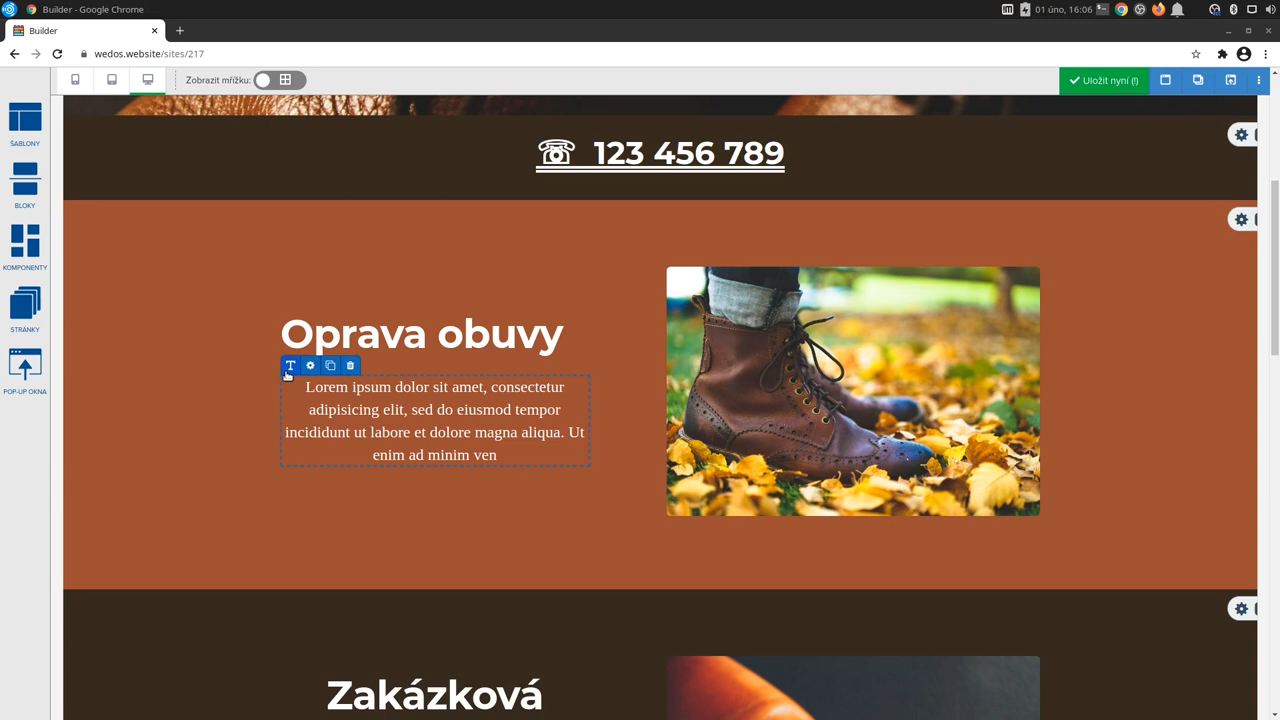 Builder - Google Chrome
01 úno, 16:06
Builder
wedos.website/sites/217
Zobrazit mřížku:
Uložit nyní (!)
ŠABLONY
BLOKY
KOMPONENTY
STRÁNKY
POP-UP OKNA
☏ 123 456 789
Oprava obuvy
T
Lorem ipsum dolor sit amet, consectetur
adipisicing elit, sed do eiusmod tempor
incididunt ut labore et dolore magna aliqua. Ut
enim ad minim ven
Zakázková